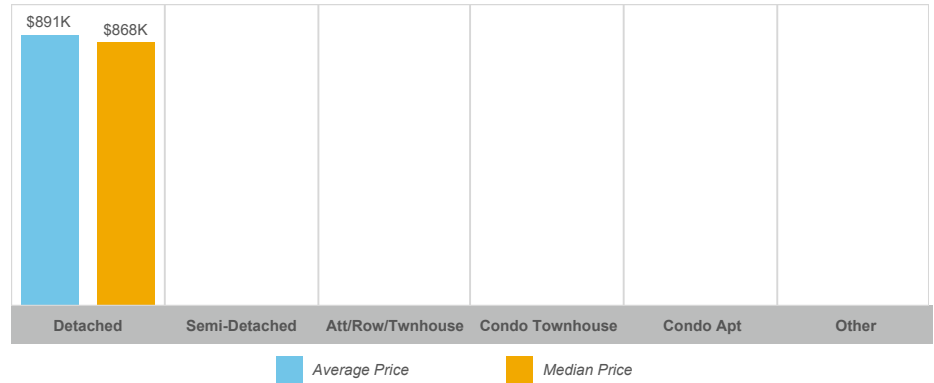 $891K
$868K
Detached Semi-Detached Att/Row/Twnhouse Condo Townhouse Condo Apt Other
Average Price Median Price